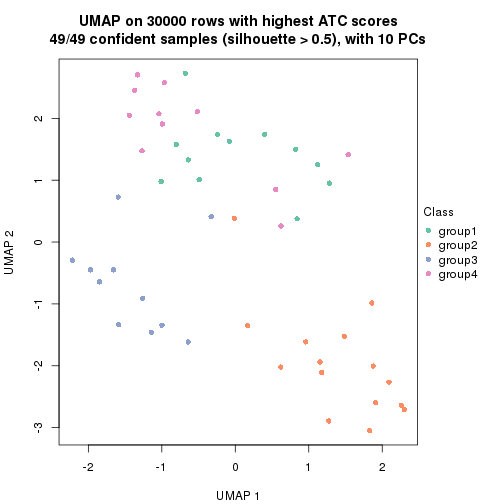 UMAP on 30000 rows with highest ATC scores
49/49 confident samples (silhouette > 0.5), with 10 PCs
2
1
0
-1
-2
-3
UMAP 2
-2
-1
0
1
2
UMAP 1
Class
group1
group2
group3
group4